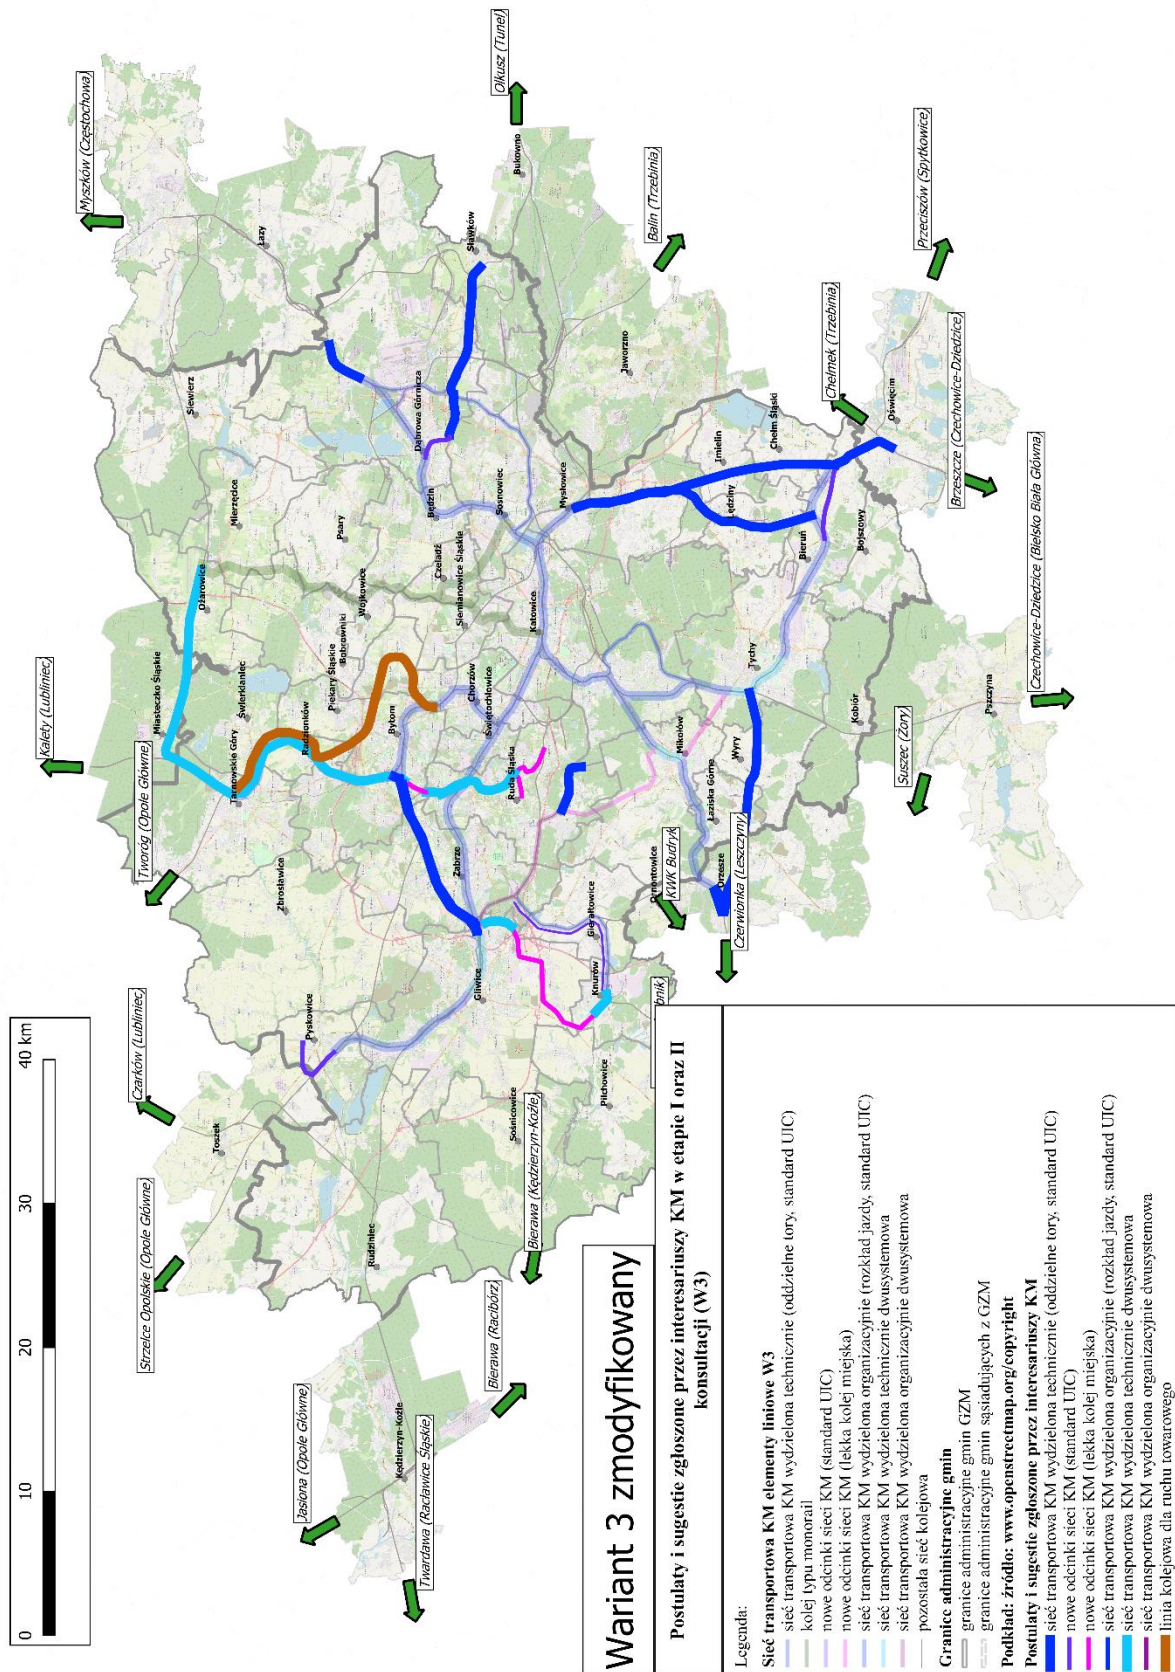 0 10 20 30 40 km
Wariant 3 zmodyfikowany
Postulaty i sugestie zgłoszone przez interesariuszy KM w etapie I oraz II
konsultacji (W3)
Legenda:
Sieć transportowa KM elementy liniowe W3
sieć transportowa KM wydzielona technicznie (oddzielne tory, standard UIC)
kolej typu monorail
nowe odcinki sieci KM (standard UIC)
nowe odcinki sieci KM (lekka kolej miejska)
sieć transportowa KM wydzielona organizacyjnie (rozkład jazdy, standard UIC)
sieć transportowa KM wydzielona technicznie dwusystemowa
sieć transportowa KM wydzielona organizacyjnie dwusystemowa
pozostała sieć kolejowa
Granice administracyjne gmin
granice administracyjne gmin GZM
granice administracyjne gmin sąsiadujących z GZM
Podkład: źródło: www.openstreetmap.org/copyright
Postulaty i sugestie zgłoszone przez interesariuszy KM
sieć transportowa KM wydzielona technicznie (oddzielne tory, standard UIC)
nowe odcinki sieci KM (standard UIC)
nowe odcinki sieci KM (lekka kolej miejska)
sieć transportowa KM wydzielona organizacyjnie (rozkład jazdy, standard UIC)
sieć transportowa KM wydzielona technicznie dwusystemowa
sieć transportowa KM wydzielona organizacyjnie dwusystemowa
linia kolejowa dla ruchu towarowego
Twardawa (Racławice Śląskie)
Jasiona (Opole Główne)
Kędzierzyn-Koźle
Bierawa (Racibórz)
Bierawa (Kędzierzyn-Koźle)
Strzelce Opolskie (Opole Główne)
Czarków (Lubliniec)
Toszek
Rudziniec
Pyskowice
Sośnicowice
Pilchowice
Gliwice
Knurów
Gierałtowice
Zbrosławice
Zabrze
Tworóg (Opole Główne)
Kalety (Lubliniec)
Miasteczko Śląskie
Tarnowskie Góry
Świerklaniec
Radzionków
Piekary Śląskie
Bobrowniki
Bytom
Ruda Śląska
Świętochłowice
Chorzów
Ożarowice
Mierzęcice
Siewierz
Psary
Wojkowice
Czeladź
Siemianowice Śląskie
Katowice
Będzin
Sosnowiec
Mysłowice
Dąbrowa Górnicza
Sławków
Łazy
Myszków (Częstochowa)
Olkusz (Tunel)
Bukowno
Balin (Trzebinia)
Jaworzno
Imielin
Chełm Śląski
Lędziny
Bieruń
Bojszowy
Chełmek (Trzebinia)
Oświęcim
Przeciszów (Spytkowice)
Brzeszcze (Czechowice-Dziedzice)
Czechowice-Dziedzice (Bielsko Biała Główna)
Tychy
Kobiór
Pszczyna
Suszec (Żory)
Mikołów
Wyry
Łaziska Górne
Orzesze
Ornontowice
KWK Budryk
Czerwionka (Leszczyny)